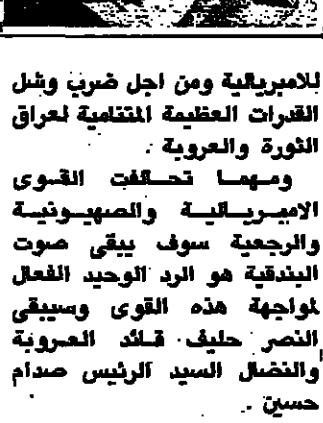 للامبريالية ومن اجل ضرب وشل
القدرات العظيمة المتنامية لعراق
الثورة والعروبة .
ومهما تحالفت القوى
الامبريالية والصهيونية
والرجعية سوف يبقى صوت
البندقية هو الرد الوحيد الفعال
لمواجهة هذه القوى وسيبقى
النصر حليف قائد العروبة
والنضال السيد الرئيس صدام
حسين .